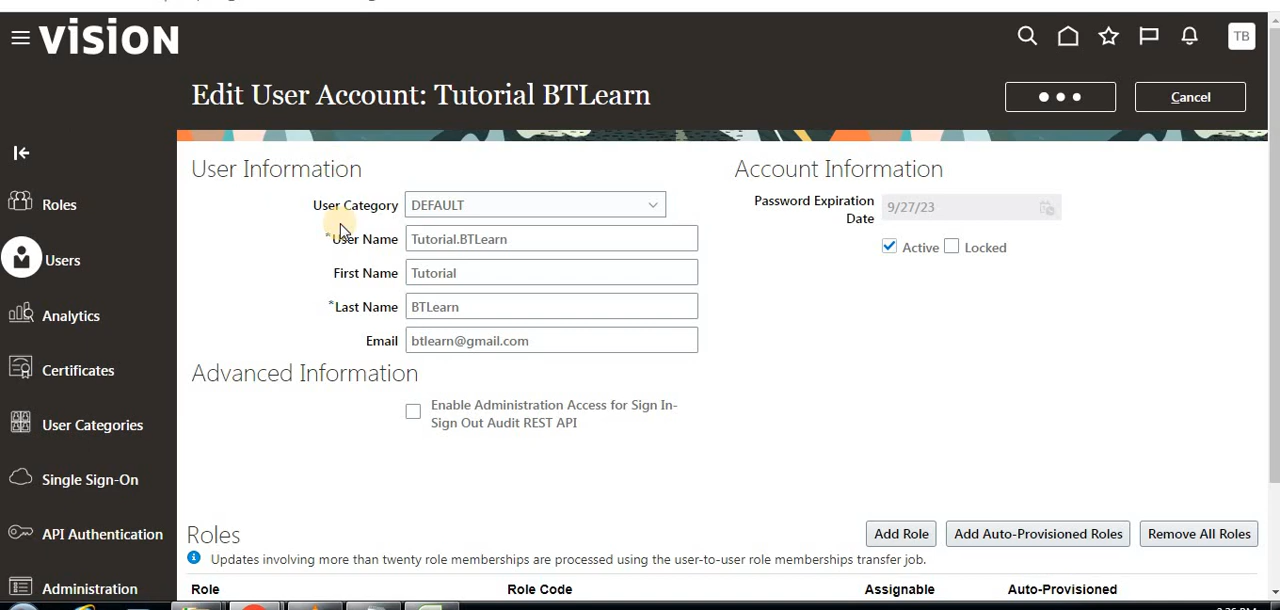 vision
TB
Edit User Account: Tutorial BTLearn
Cancel
User Information
Account Information
User Category
DEFAULT
Password Expiration
Date
9/27/23
*User Name
Tutorial.BTLearn
Active
Locked
First Name
Tutorial
*Last Name
BTLearn
Email
btlearn@gmail.com
Advanced Information
Enable Administration Access for Sign In-
Sign Out Audit REST API
Roles
Users
Analytics
Certificates
User Categories
Single Sign-On
API Authentication
Administration
Roles
Add Role
Add Auto-Provisioned Roles
Remove All Roles
Updates involving more than twenty role memberships are processed using the user-to-user role memberships transfer job.
Role
Role Code
Assignable
Auto-Provisioned